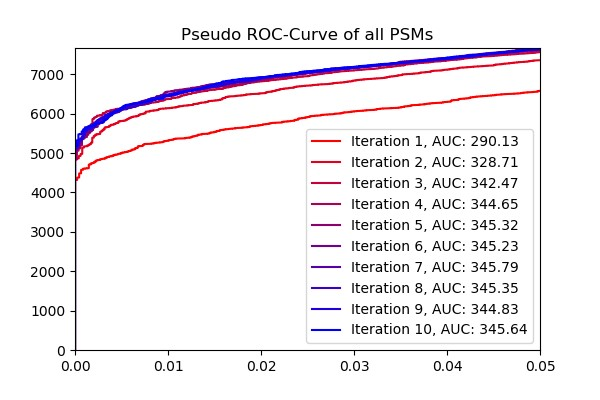 Pseudo ROC-Curve of all PSMs
7000
6000
5000
4000
3000
2000
1000
0
Iteration 1, AUC: 290.13
Iteration 2, AUC: 328.71
Iteration 3, AUC: 342.47
Iteration 4, AUC: 344.65
Iteration 5, AUC: 345.32
Iteration 6, AUC: 345.23
Iteration 7, AUC: 345.79
Iteration 8, AUC: 345.35
Iteration 9, AUC: 344.83
Iteration 10, AUC: 345.64
0.00 0.01 0.02 0.03 0.04 0.05